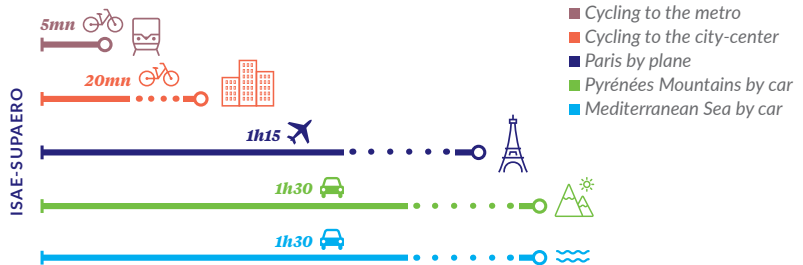 5mn
20mn
1h15
1h30
1h30
ISAE-SUPAERO
Cycling to the metro
Cycling to the city-center
Paris by plane
Pyrénées Mountains by car
Mediterranean Sea by car